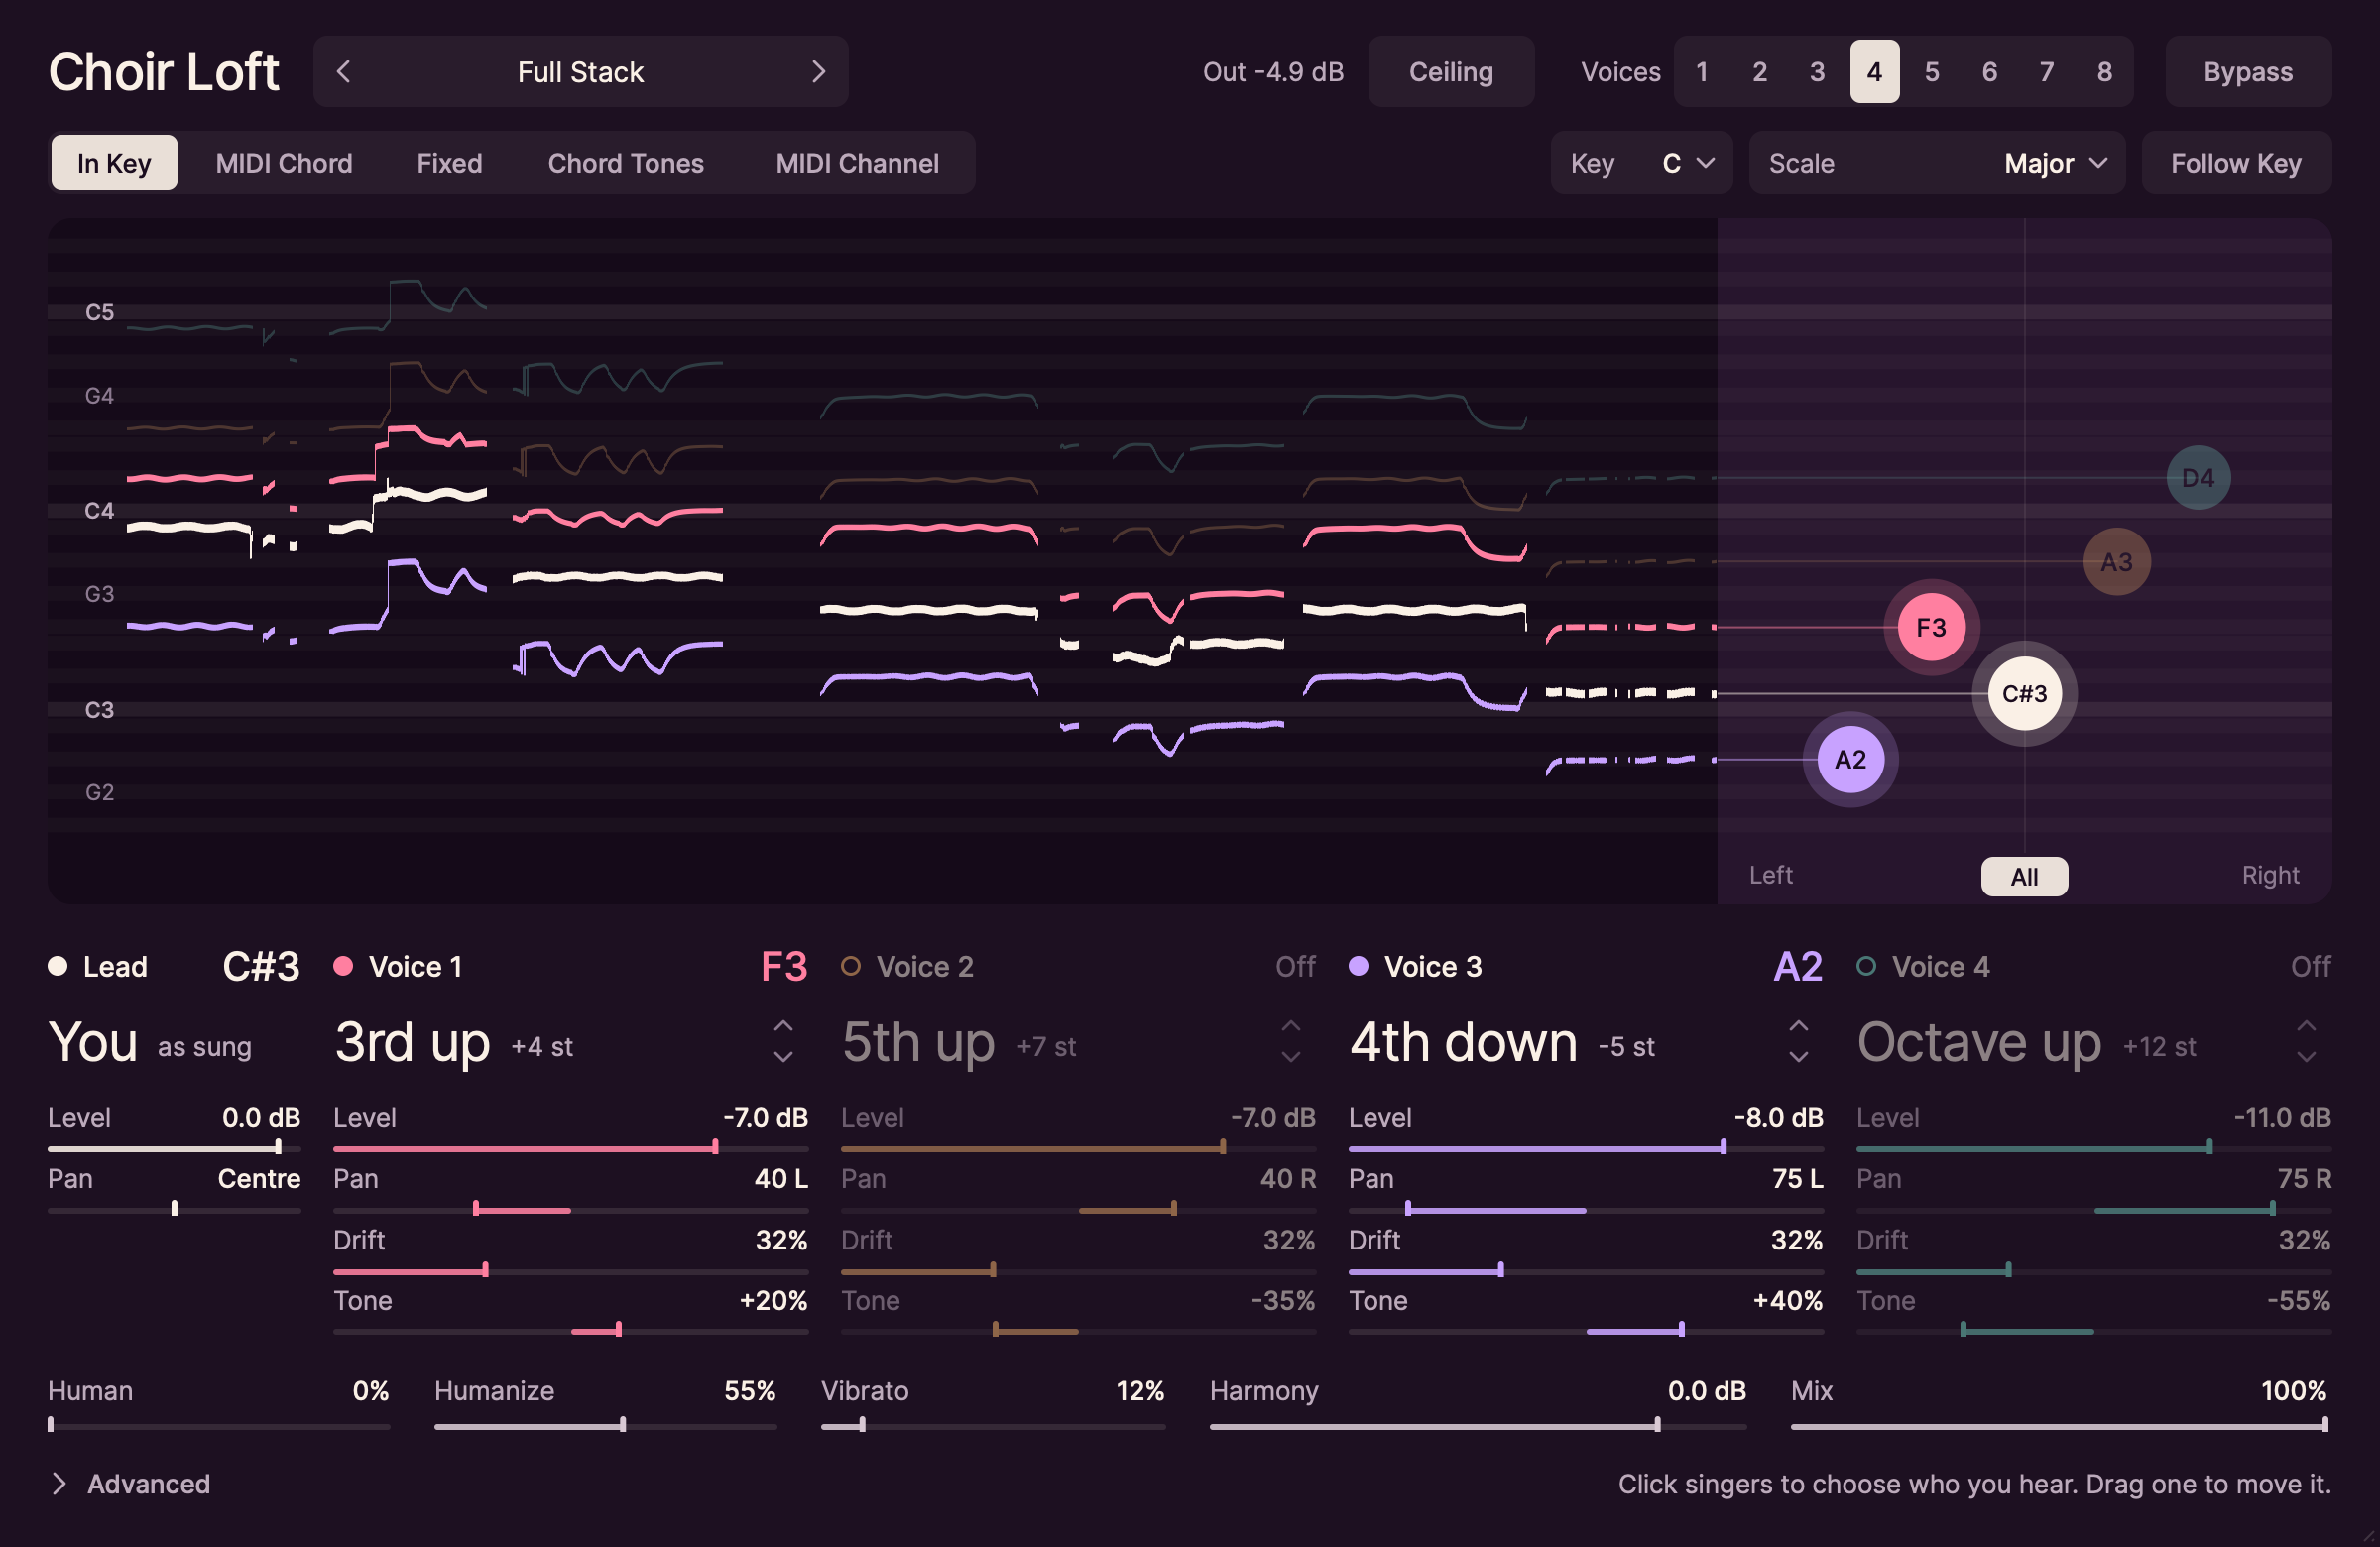 Choir Loft
Full Stack
Out -4.9 dB
Ceiling
Voices 1 2 3 4 5 6 7 8
Bypass
In Key
MIDI Chord
Fixed
Chord Tones
MIDI Channel
Key C
Scale Major
Follow Key
C5
G4
C4
G3
C3
G2
D4
A3
F3
C#3
A2
Left
All
Right
Lead C#3
You as sung
Level 0.0 dB
Pan Centre
Voice 1 F3
3rd up +4 st
Level -7.0 dB
Pan 40 L
Drift 32%
Tone +20%
Voice 2 Off
5th up +7 st
Level -7.0 dB
Pan 40 R
Drift 32%
Tone -35%
Voice 3 A2
4th down -5 st
Level -8.0 dB
Pan 75 L
Drift 32%
Tone +40%
Voice 4 Off
Octave up +12 st
Level -11.0 dB
Pan 75 R
Drift 32%
Tone -55%
Human 0%
Humanize 55%
Vibrato 12%
Harmony 0.0 dB
Mix 100%
Advanced
Click singers to choose who you hear. Drag one to move it.